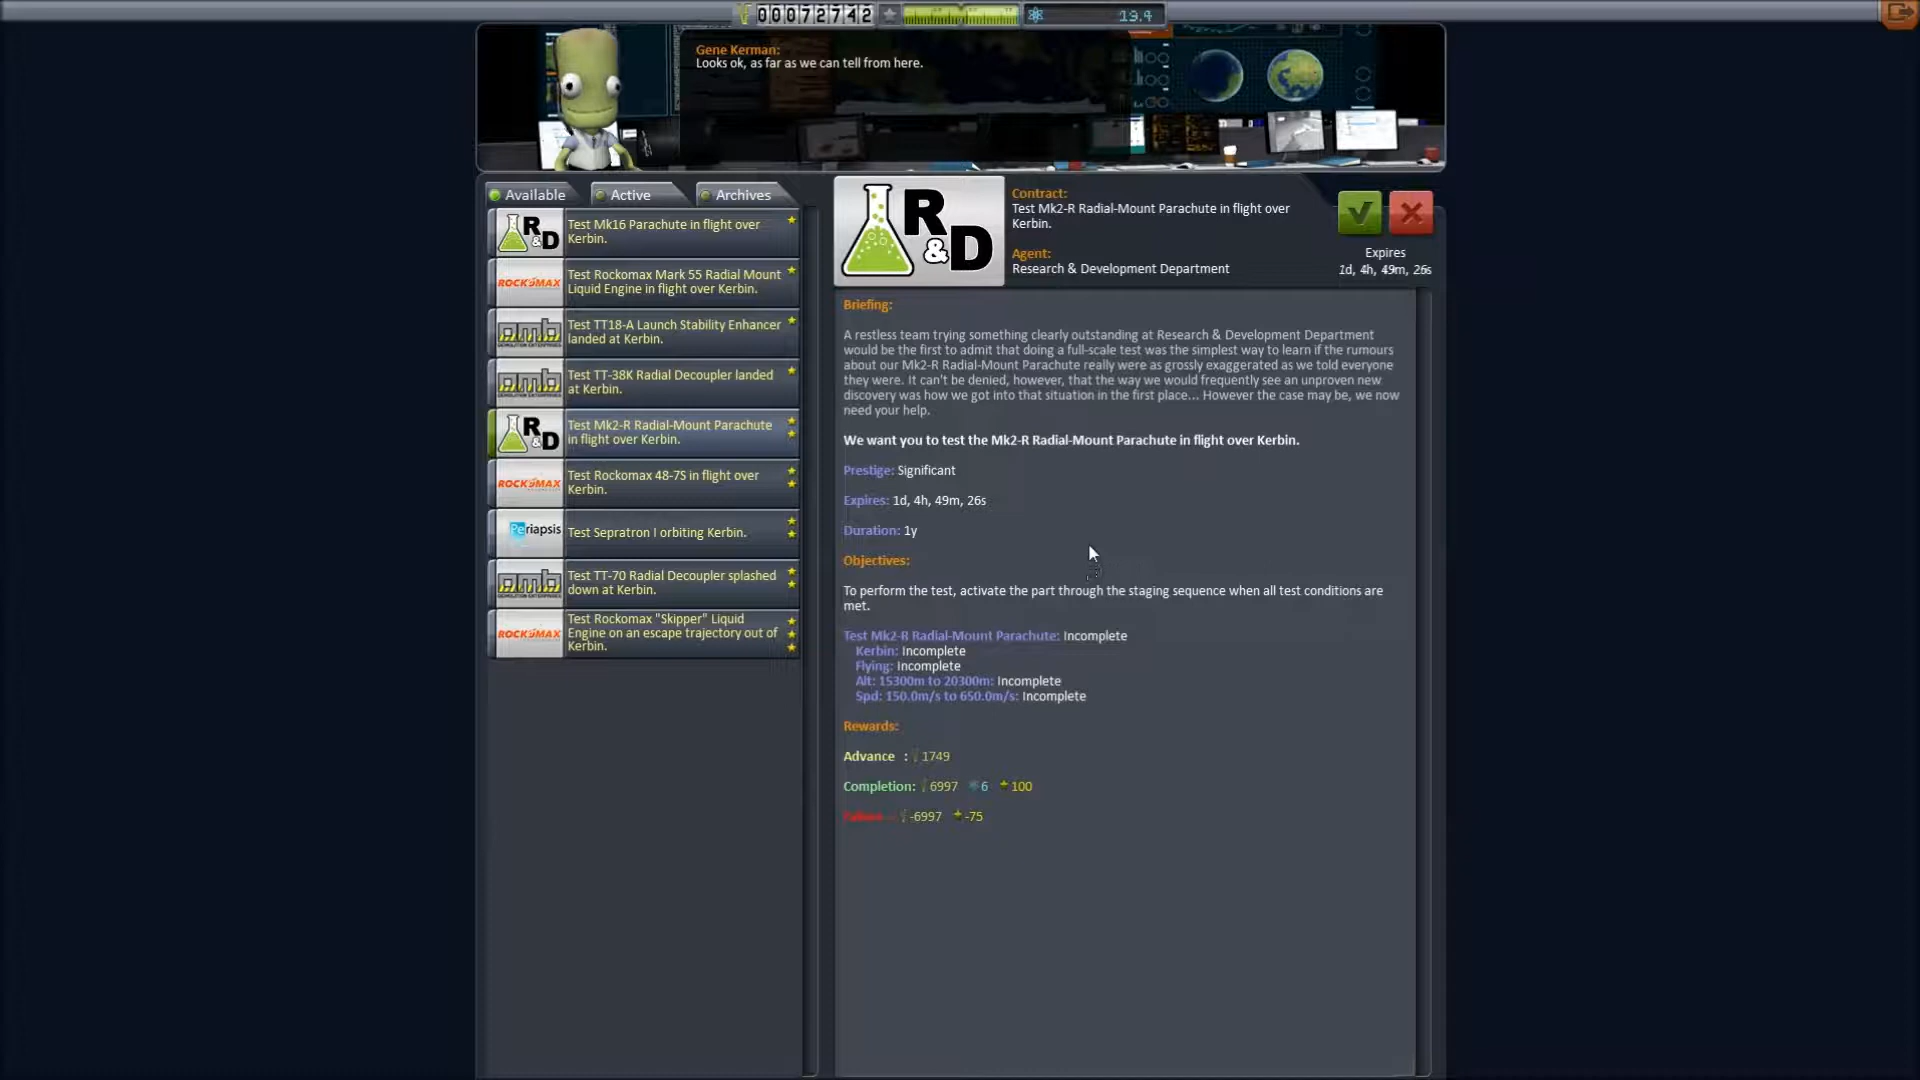 00072742
13.4
Gene Kerman:
Looks ok, as far as we can tell from here.
Available
Active
Archives
R&D
Test Mk16 Parachute in flight over
Kerbin.
ROCKOMAX
Test Rockomax Mark 55 Radial Mount
Liquid Engine in flight over Kerbin.
Test TT18-A Launch Stability Enhancer
landed at Kerbin.
Test TT-38K Radial Decoupler landed
at Kerbin.
R&D
Test Mk2-R Radial-Mount Parachute
in flight over Kerbin.
ROCKOMAX
Test Rockomax 48-7S in flight over
Kerbin.
Periapsis
Test Sepratron I orbiting Kerbin.
Test TT-70 Radial Decoupler splashed
down at Kerbin.
ROCKOMAX
Test Rockomax "Skipper" Liquid
Engine on an escape trajectory out of
Kerbin.
R&D
Contract:
Test Mk2-R Radial-Mount Parachute in flight over
Kerbin.
Agent:
Research & Development Department
Expires
1d, 4h, 49m, 26s
Briefing:
A restless team trying something clearly outstanding at Research & Development Department
would be the first to admit that doing a full-scale test was the simplest way to learn if the rumours
about our Mk2-R Radial-Mount Parachute really were as grossly exaggerated as we told everyone
they were. It can't be denied, however, that the way we would frequently see an unproven new
discovery was how we got into that situation in the first place... However the case may be, we now
need your help.
We want you to test the Mk2-R Radial-Mount Parachute in flight over Kerbin.
Prestige: Significant
Expires: 1d, 4h, 49m, 26s
Duration: 1y
Objectives:
To perform the test, activate the part through the staging sequence when all test conditions are
met.
Test Mk2-R Radial-Mount Parachute: Incomplete
Kerbin: Incomplete
Flying: Incomplete
Alt: 15300m to 20300m: Incomplete
Spd: 150.0m/s to 650.0m/s: Incomplete
Rewards:
Advance : 1749
Completion: 6997 6 100
-6997 -75